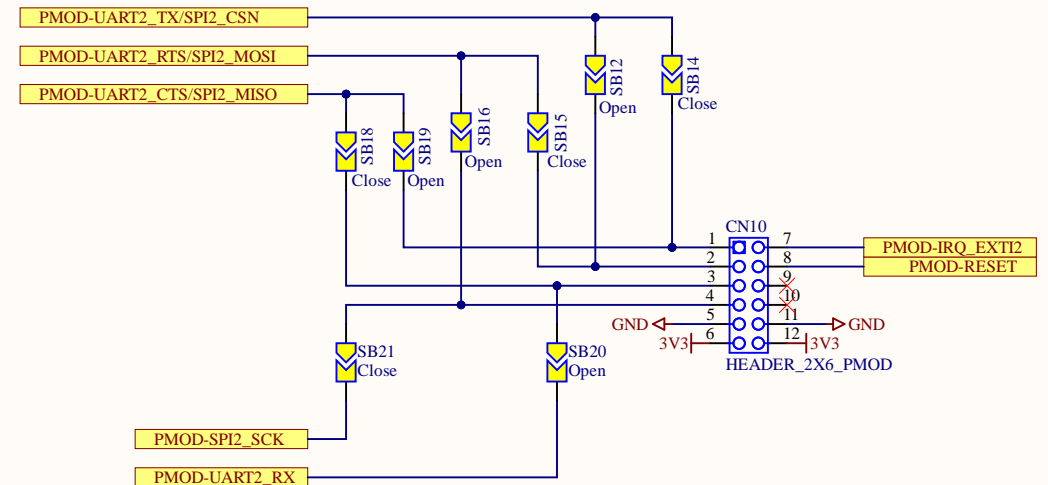 PMOD-UART2_TX/SPI2_CSN
PMOD-UART2_RTS/SPI2_MOSI
PMOD-UART2_CTS/SPI2_MISO
SB12
Open
SB14
Close
SB16
Open
SB15
Close
SB18
Close
SB19
Open
CN10
1 7
2 8
3 9
4 10
5 11
6 12
PMOD-IRQ_EXTI2
PMOD-RESET
GND
GND
3V3
3V3
HEADER_2X6_PMOD
SB21
Close
SB20
Open
PMOD-SPI2_SCK
PMOD-UART2_RX